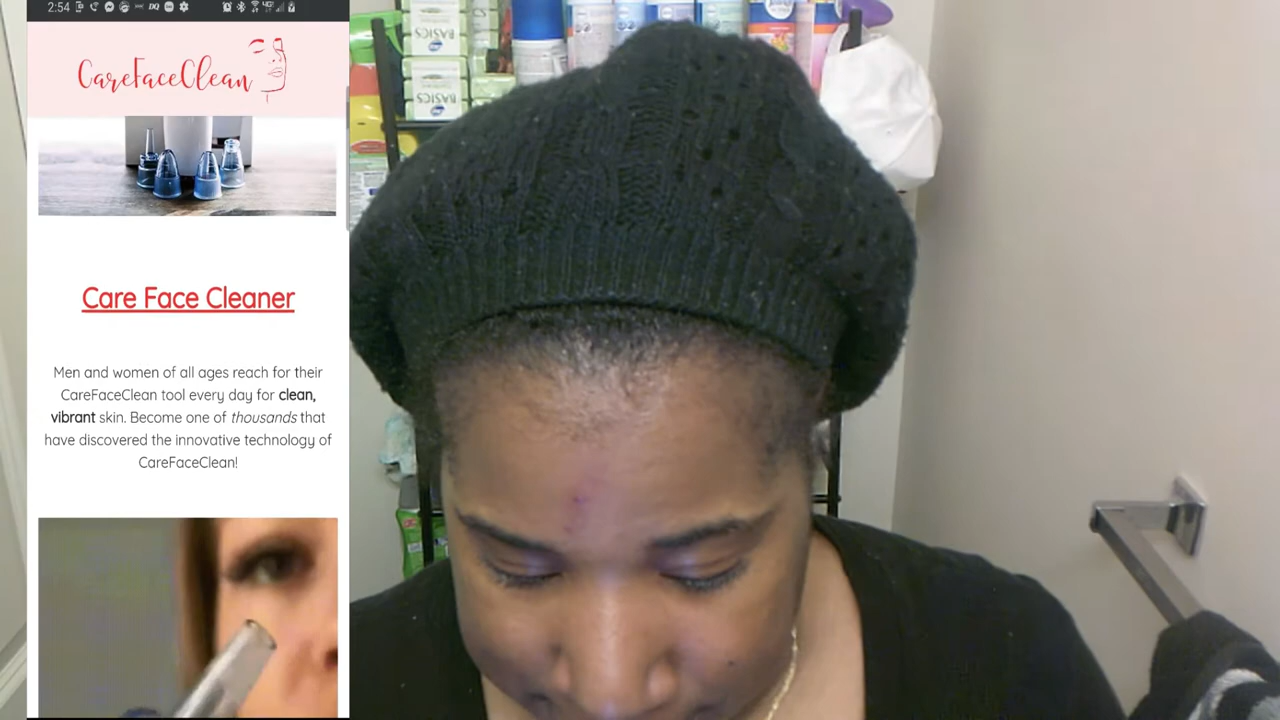 2:54
CareFaceClean
Care Face Cleaner
Men and women of all ages reach for their
CareFaceClean tool every day for clean,
vibrant skin. Become one of thousands that
have discovered the innovative technology of
CareFaceClean!
BASICS
BASICS